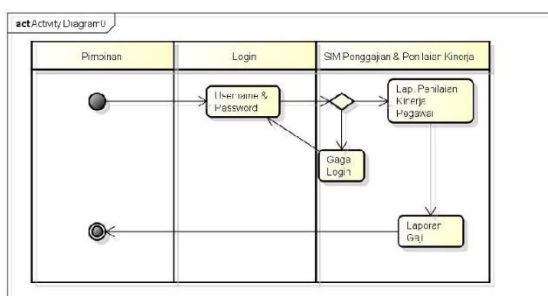 act Activity Diagram0
Pimpinan
Login
SIM Penggajian & Penilaian Kinerja
Username &
Password
Lap. Penilaian
Kinerja
Pegawai
Gagal
Login
Laporan
Gaji